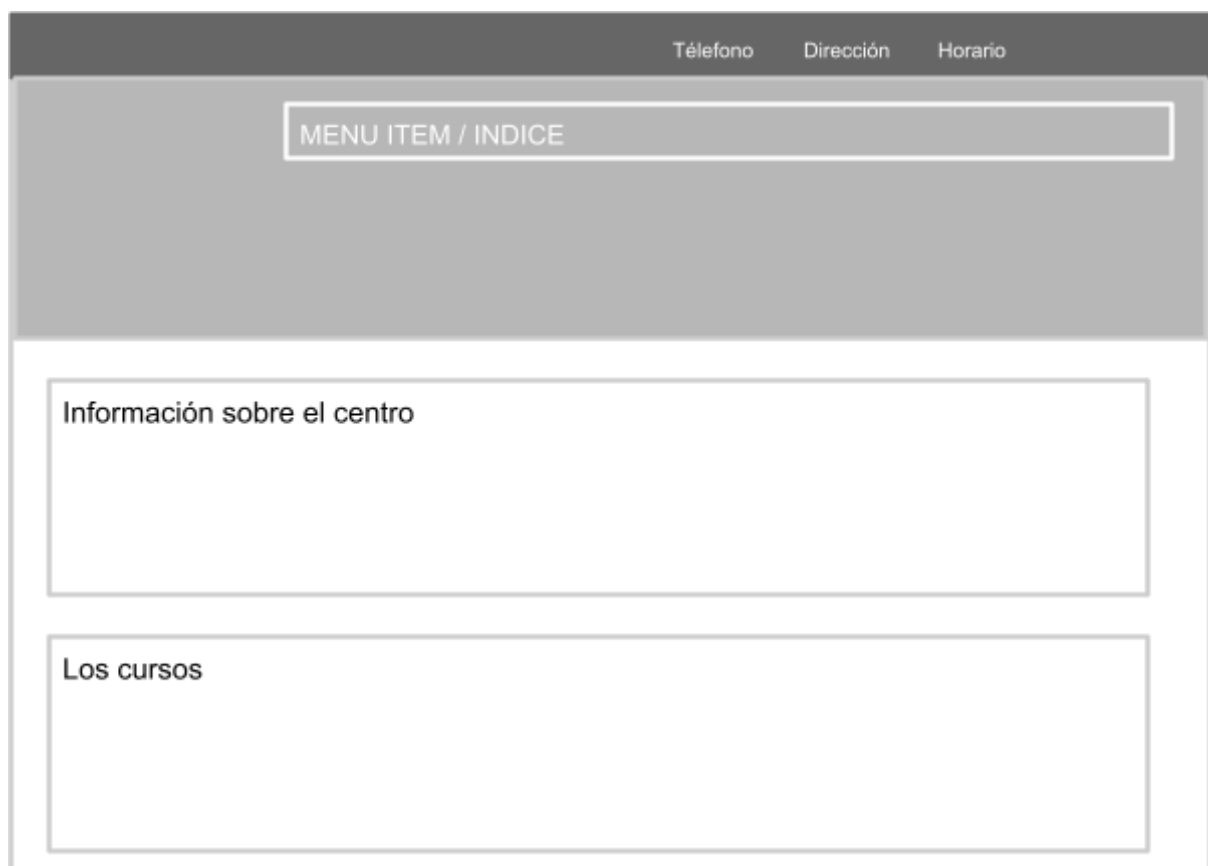 Télefono Dirección Horario
MENU ITEM / INDICE
Información sobre el centro
Los cursos